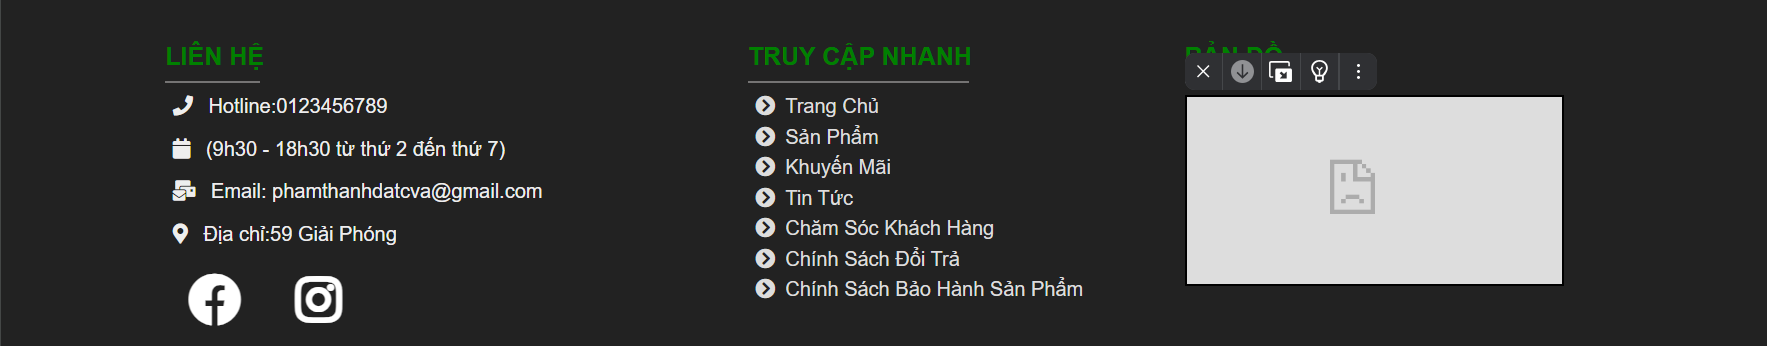 LIÊN HỆ
Hotline:0123456789
(9h30 - 18h30 từ thứ 2 đến thứ 7)
Email: phamthanhdatcva@gmail.com
Địa chỉ:59 Giải Phóng
TRUY CẬP NHANH
Trang Chủ
Sản Phẩm
Khuyến Mãi
Tin Tức
Chăm Sóc Khách Hàng
Chính Sách Đổi Trả
Chính Sách Bảo Hành Sản Phẩm
BẢN ĐỒ